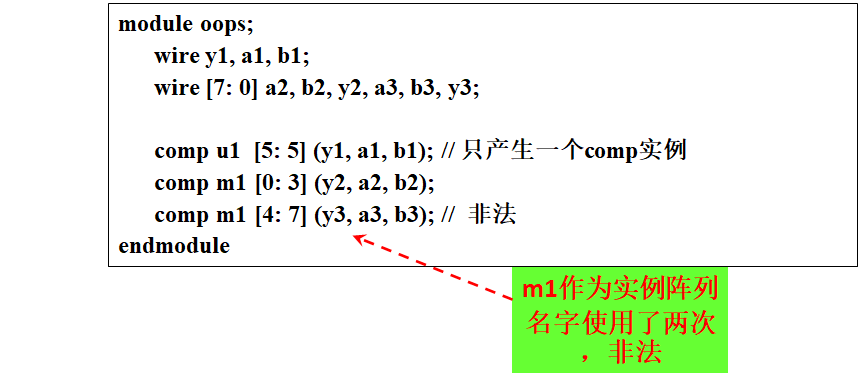 module oops;
wire y1, a1, b1;
wire [7: 0] a2, b2, y2, a3, b3, y3;
comp u1 [5: 5] (y1, a1, b1); // 只产生一个comp实例
comp m1 [0: 3] (y2, a2, b2);
comp m1 [4: 7] (y3, a3, b3); // 非法
endmodule
m1作为实例阵列
名字使用了两次
，非法